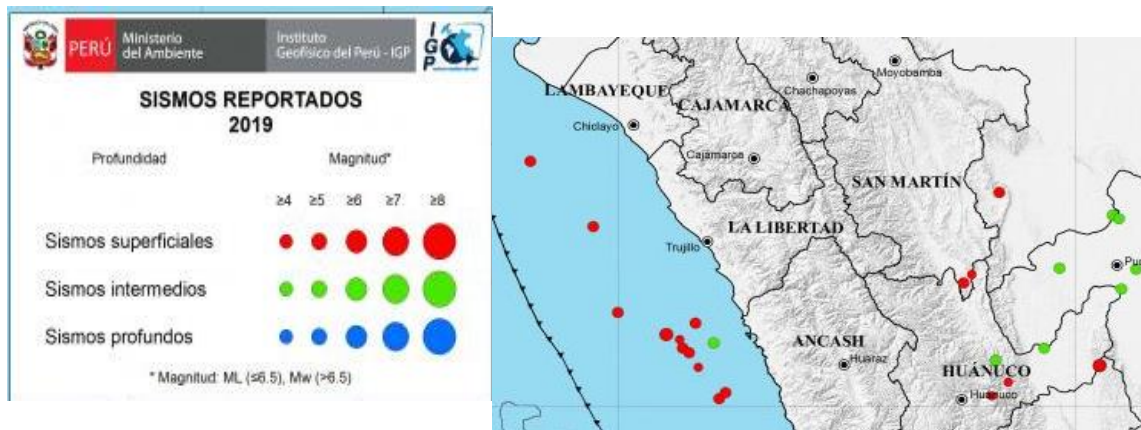 PERÚ
Ministerio
del Ambiente
Instituto
Geofísico del Perú - IGP
IGP
SISMOS REPORTADOS
2019
Profundidad
Magnitud*
≥4 ≥5 ≥6 ≥7 ≥8
Sismos superficiales
Sismos intermedios
Sismos profundos
* Magnitud: ML (≤6.5), Mw (>6.5)
Moyobamba
Chachapoyas
LAMBAYEQUE
CAJAMARCA
Chiclayo
Cajamarca
SAN MARTÍN
LA LIBERTAD
Trujillo
Puc
ANCASH
Huaraz
HUÁNUCO
Huánuco